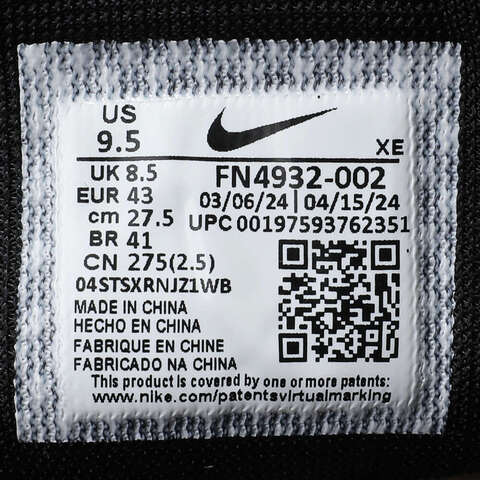 US
9.5
XE
UK 8.5
FN4932-002
EUR 43
03/06/24 | 04/15/24
cm 27.5
UPC 00197593762351
BR 41
CN 275(2.5)
04STSXRNJZ1WB
MADE IN CHINA
HECHO EN CHINA
FABRIQUE EN CHINE
FABRICADO NA CHINA
This product is covered by one or more patents:
www.nike.com/patentsvirtualmarking